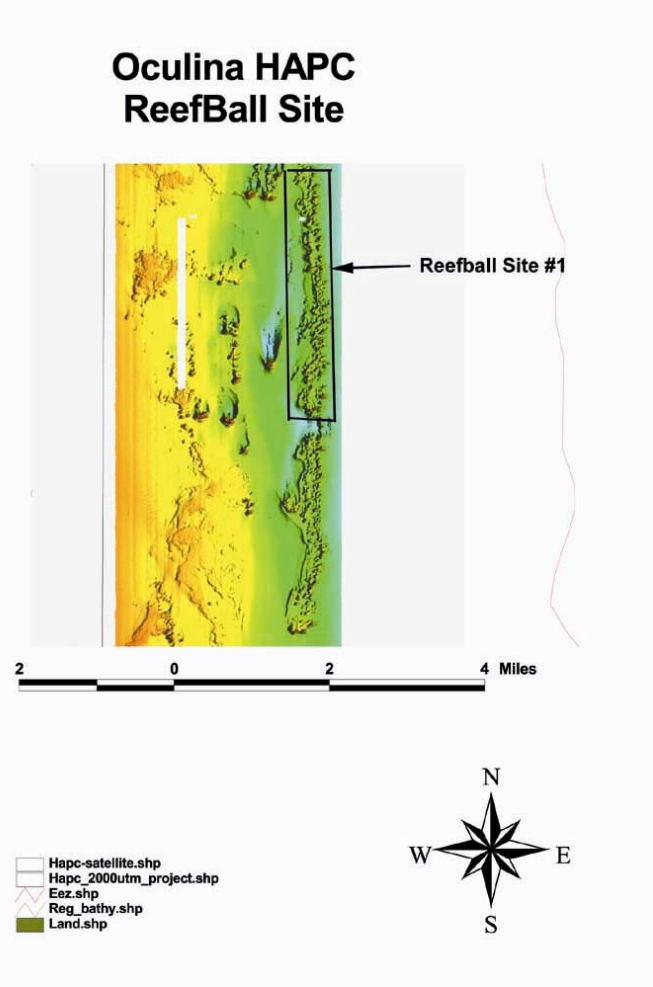 Oculina HAPC
ReefBall Site
Reefball Site #1
2 0 2 4 Miles
N
W E
S
Hapc-satellite.shp
Hapc_2000utm_project.shp
Eez.shp
Reg_bathy.shp
Land.shp